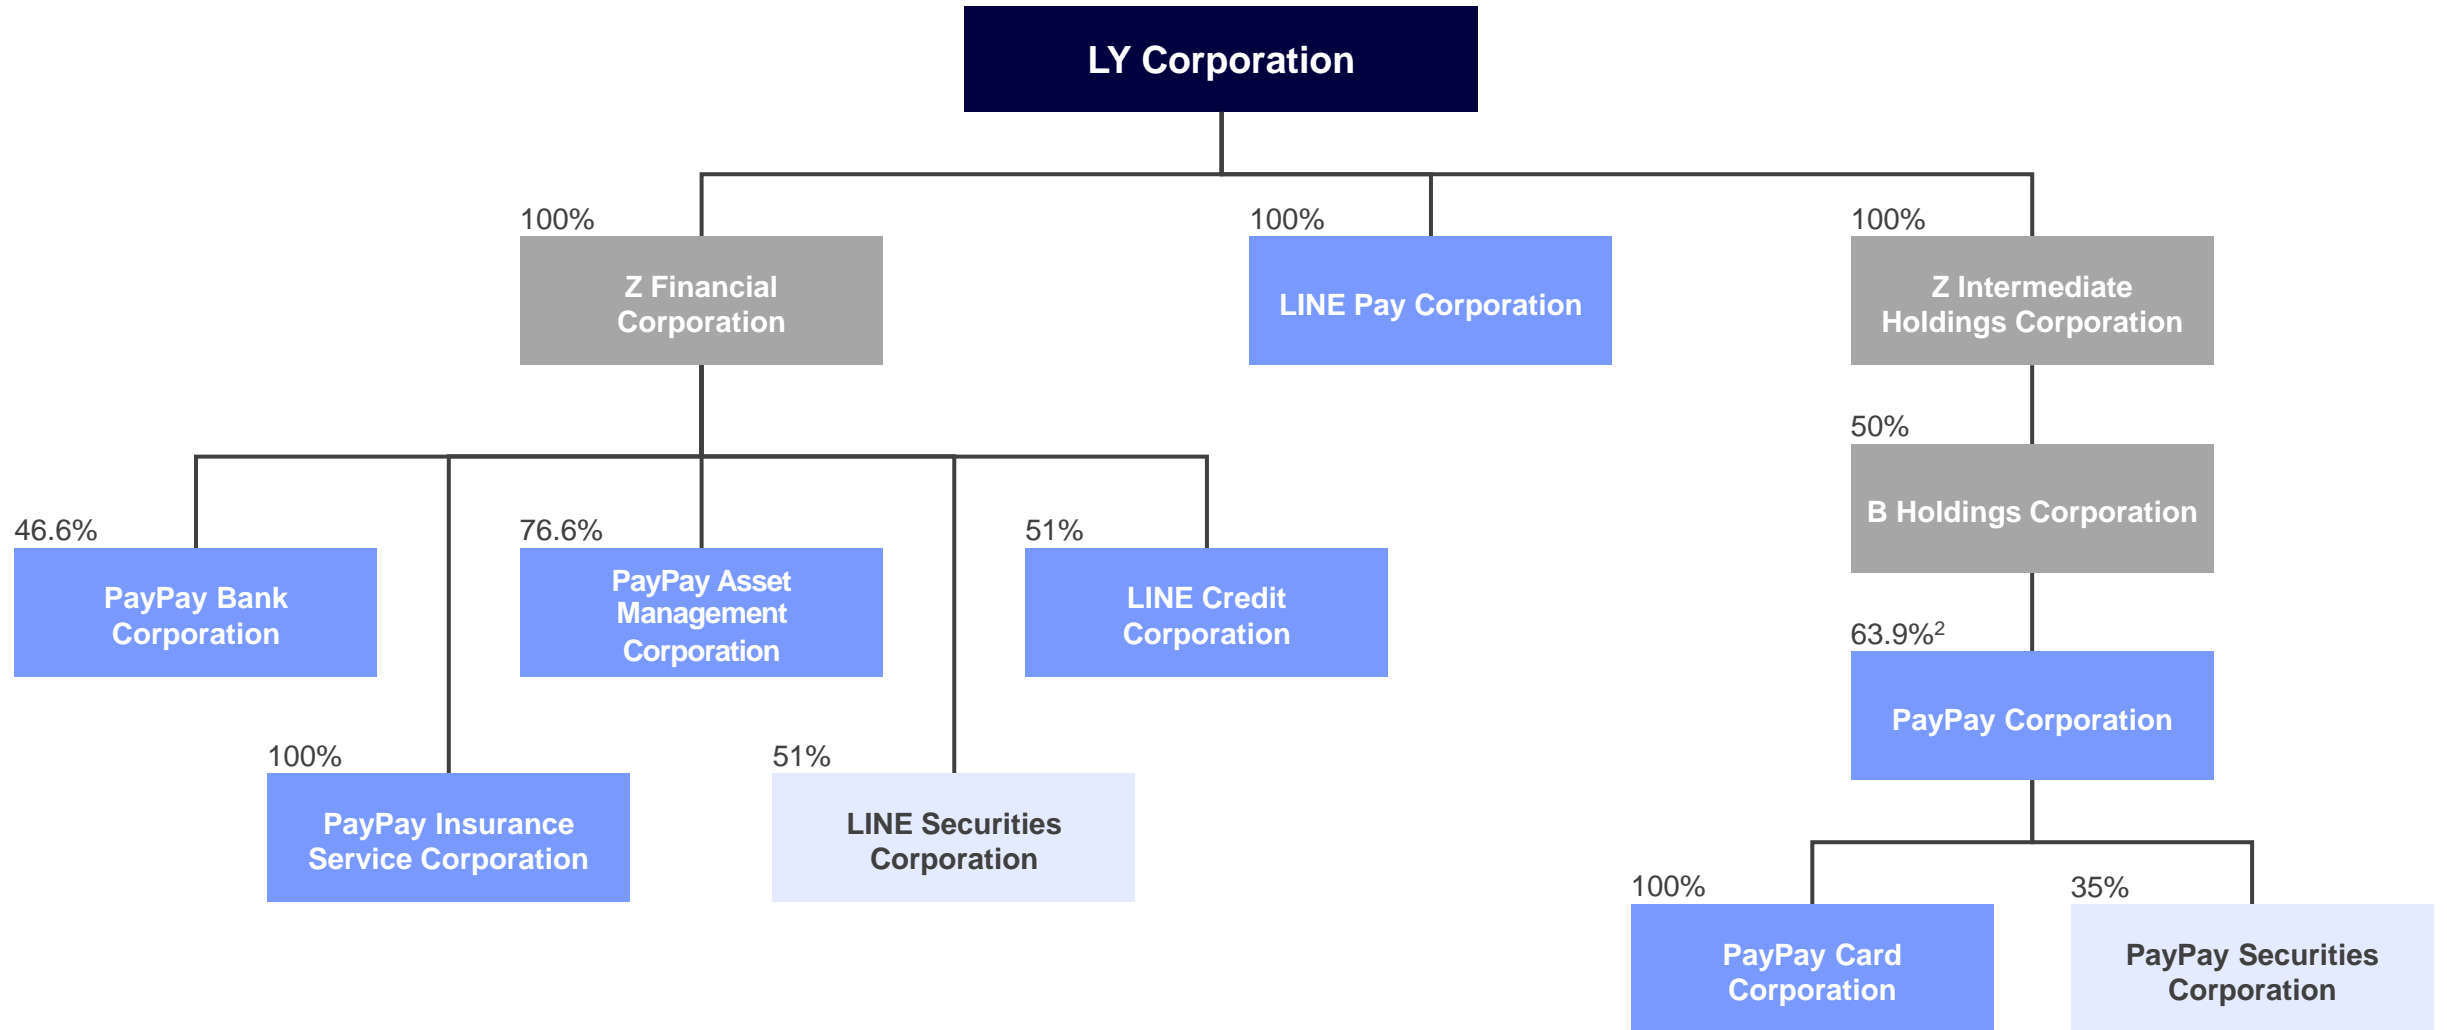 LY Corporation
100%
Z Financial
Corporation
100%
LINE Pay Corporation
100%
Z Intermediate
Holdings Corporation
50%
B Holdings Corporation
46.6%
PayPay Bank
Corporation
76.6%
PayPay Asset
Management
Corporation
51%
LINE Credit
Corporation
63.9%²
PayPay Corporation
100%
PayPay Insurance
Service Corporation
51%
LINE Securities
Corporation
100%
PayPay Card
Corporation
35%
PayPay Securities
Corporation